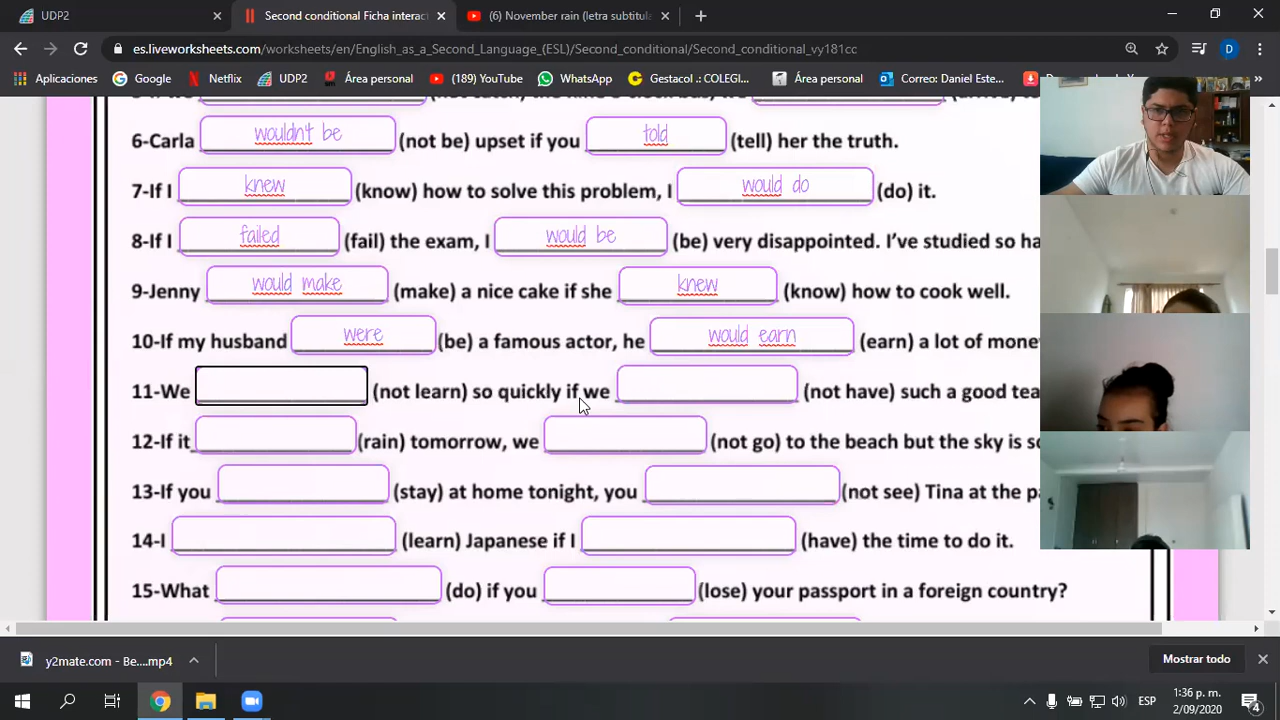 UDP2
Second conditional Ficha interac
(6) November rain (letra subtitula
es.liveworksheets.com/worksheets/en/English_as_a_Second_Language_(ESL)/Second_conditional/Second_conditional_vy181cc
D
Aplicaciones Google Netflix UDP2 Área personal (189) YouTube WhatsApp Gestacol .: COLEGI... Área personal Correo: Daniel Este...
6-Carla wouldn't be (not be) upset if you told (tell) her the truth.
7-If I knew (know) how to solve this problem, I would do (do) it.
8-If I failed (fail) the exam, I would be (be) very disappointed. I've studied so ha
9-Jenny would make (make) a nice cake if she knew (know) how to cook well.
10-If my husband were (be) a famous actor, he would earn (earn) a lot of mone
11-We (not learn) so quickly if we (not have) such a good tea
12-If it (rain) tomorrow, we (not go) to the beach but the sky is so
13-If you (stay) at home tonight, you (not see) Tina at the pa
14-I (learn) Japanese if I (have) the time to do it.
15-What (do) if you (lose) your passport in a foreign country?
y2mate.com - Be....mp4
Mostrar todo
ESP
1:36 p. m.
2/09/2020
4